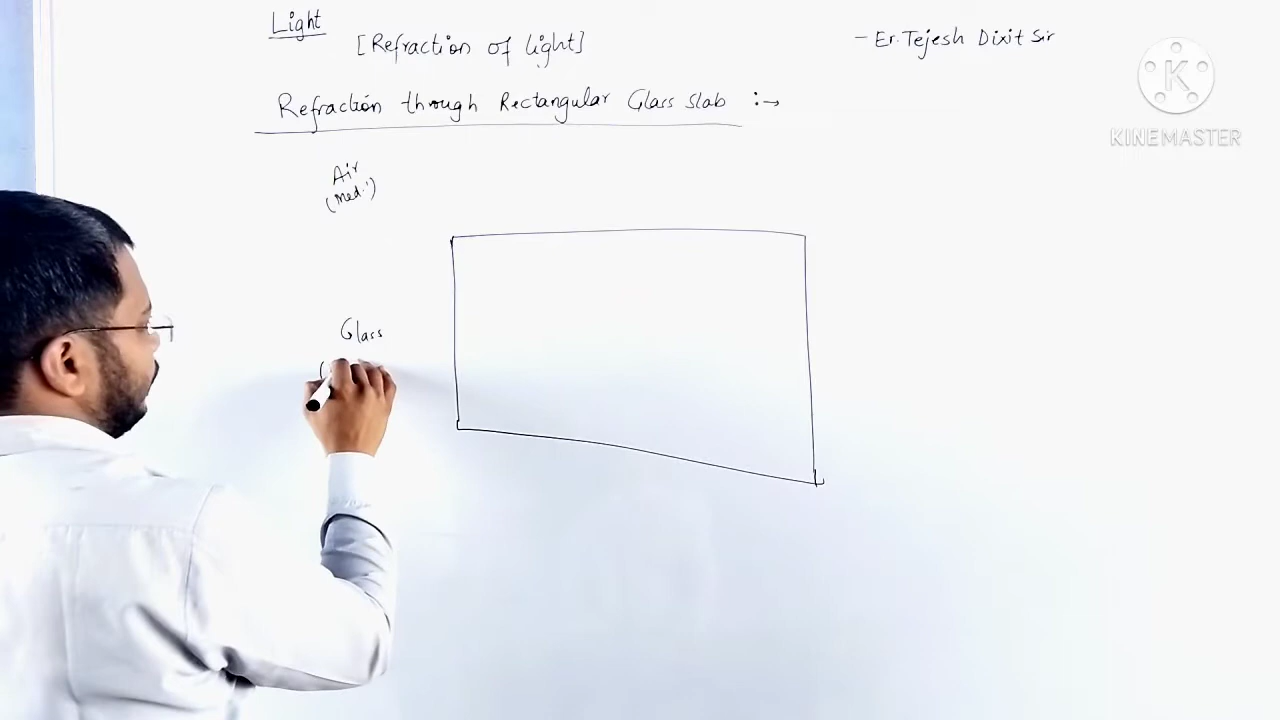 Light
[Refraction of light]
- Er. Tejesh Dixit Sir
Refraction through Rectangular Glass Slab :→
KINEMASTER
Air
(Med.')
Glass
(